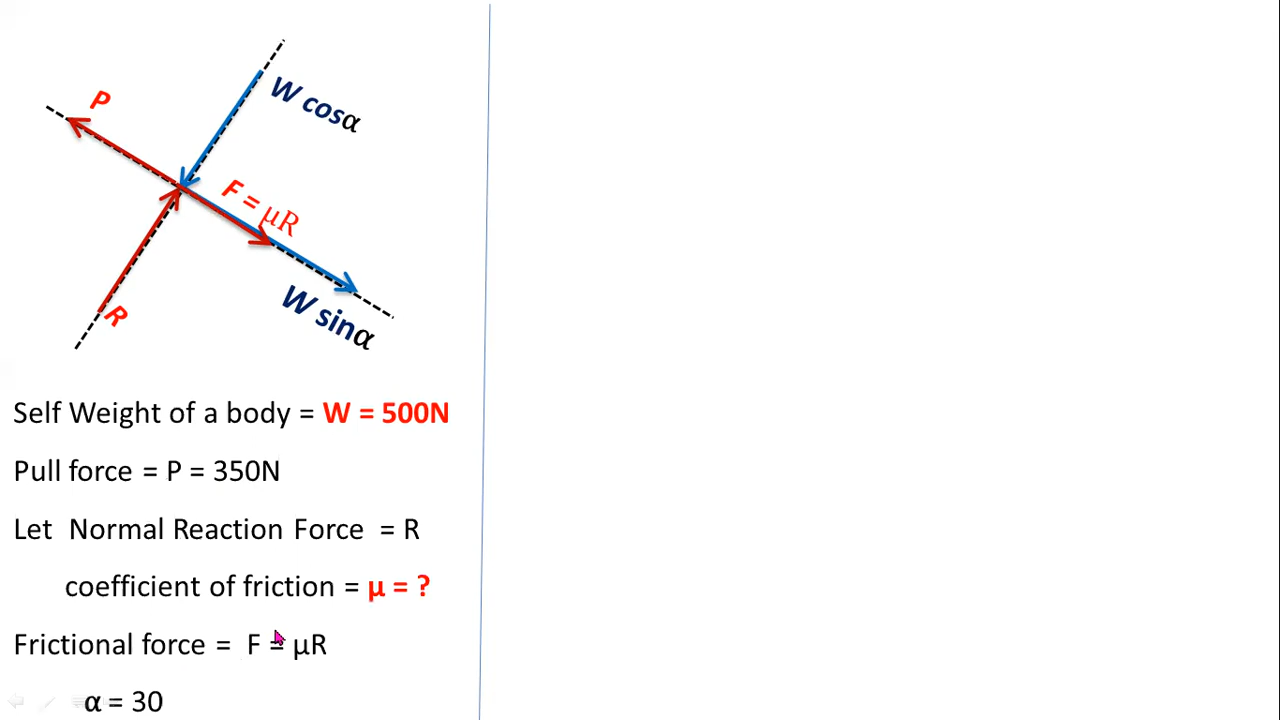 P
W cosα
F = μR
W sinα
R
Self Weight of a body = W = 500N
Pull force = P = 350N
Let Normal Reaction Force = R
coefficient of friction = μ = ?
Frictional force = F = μR
α = 30